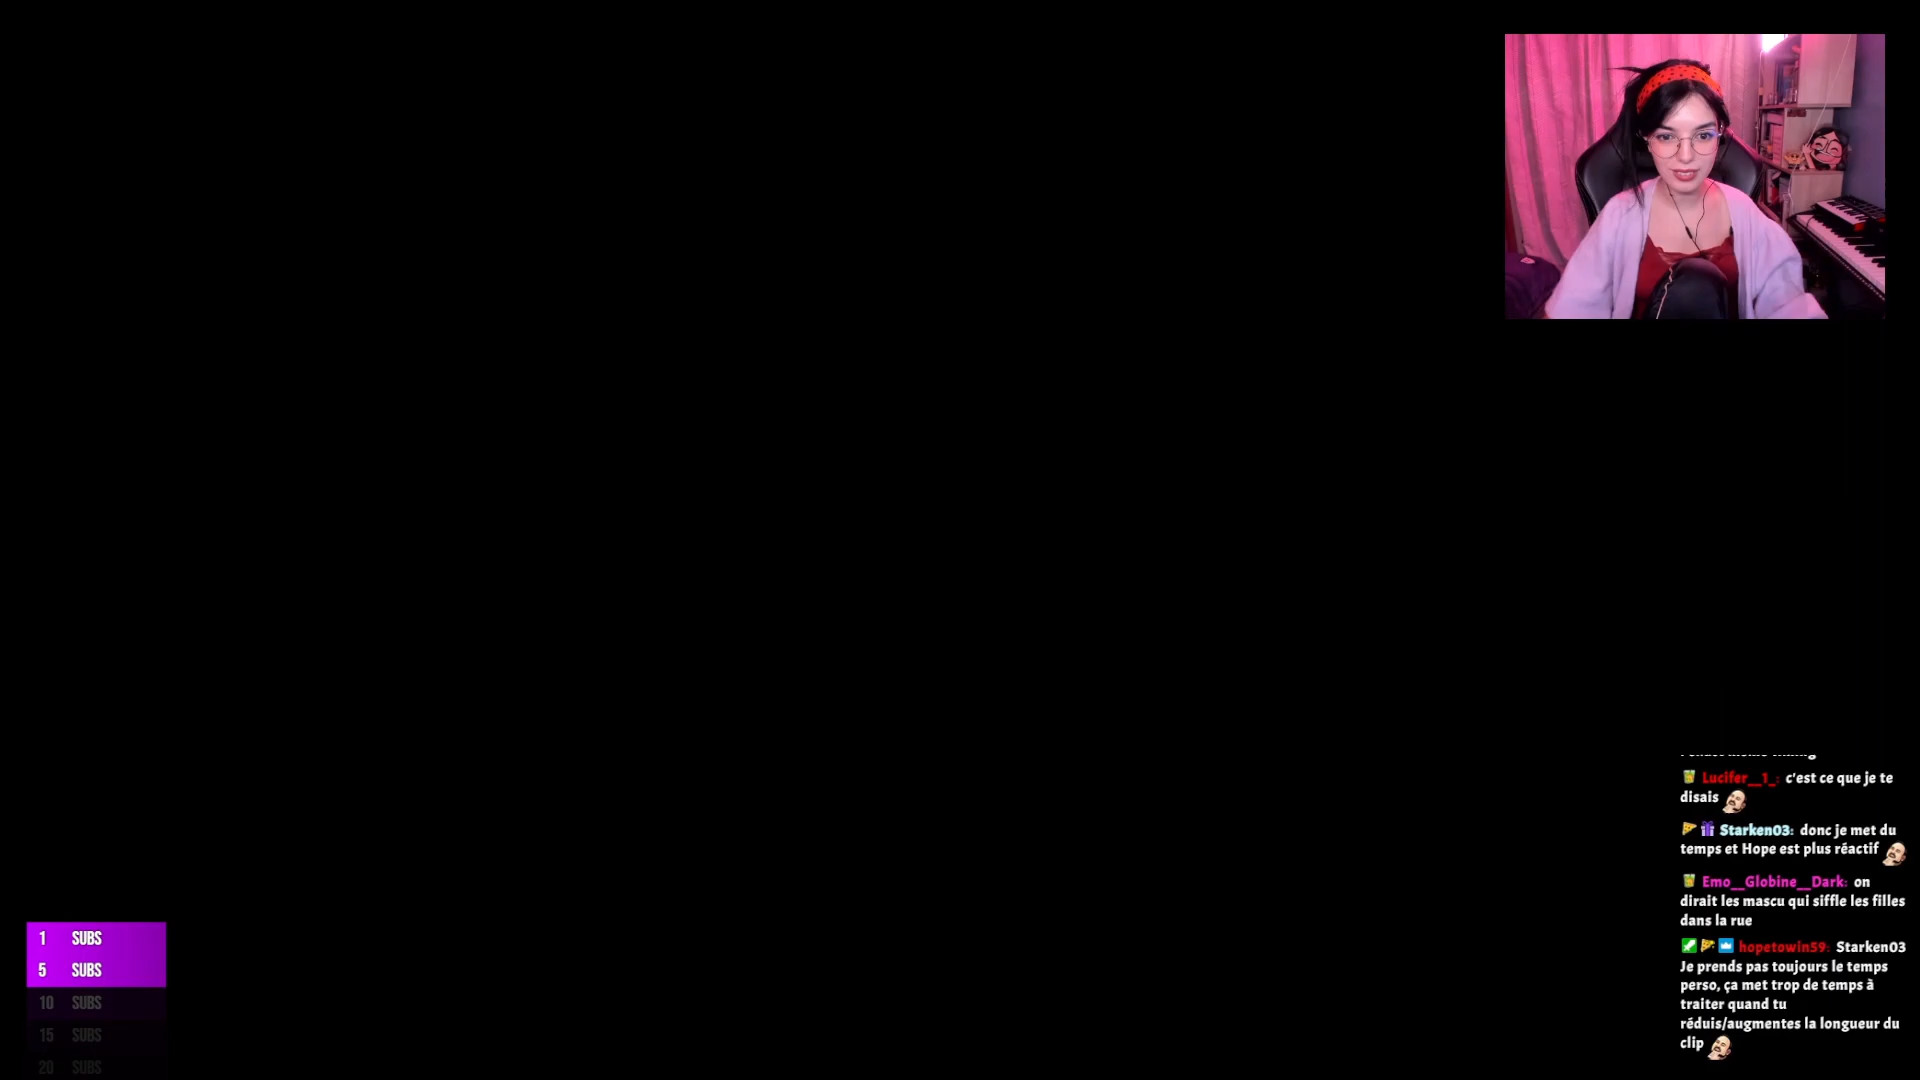 Lucifer__1_: c'est ce que je te
disais
Starken03: donc je met du
temps et Hope est plus réactif
Emo__Globine__Dark: on
dirait les mascu qui siffle les filles
dans la rue
hopetowin59: Starken03
Je prends pas toujours le temps
perso, ça met trop de temps à
traiter quand tu
réduis/augmentes la longueur du
clip
1 SUBS
5 SUBS
10 SUBS
15 SUBS
20 SUBS